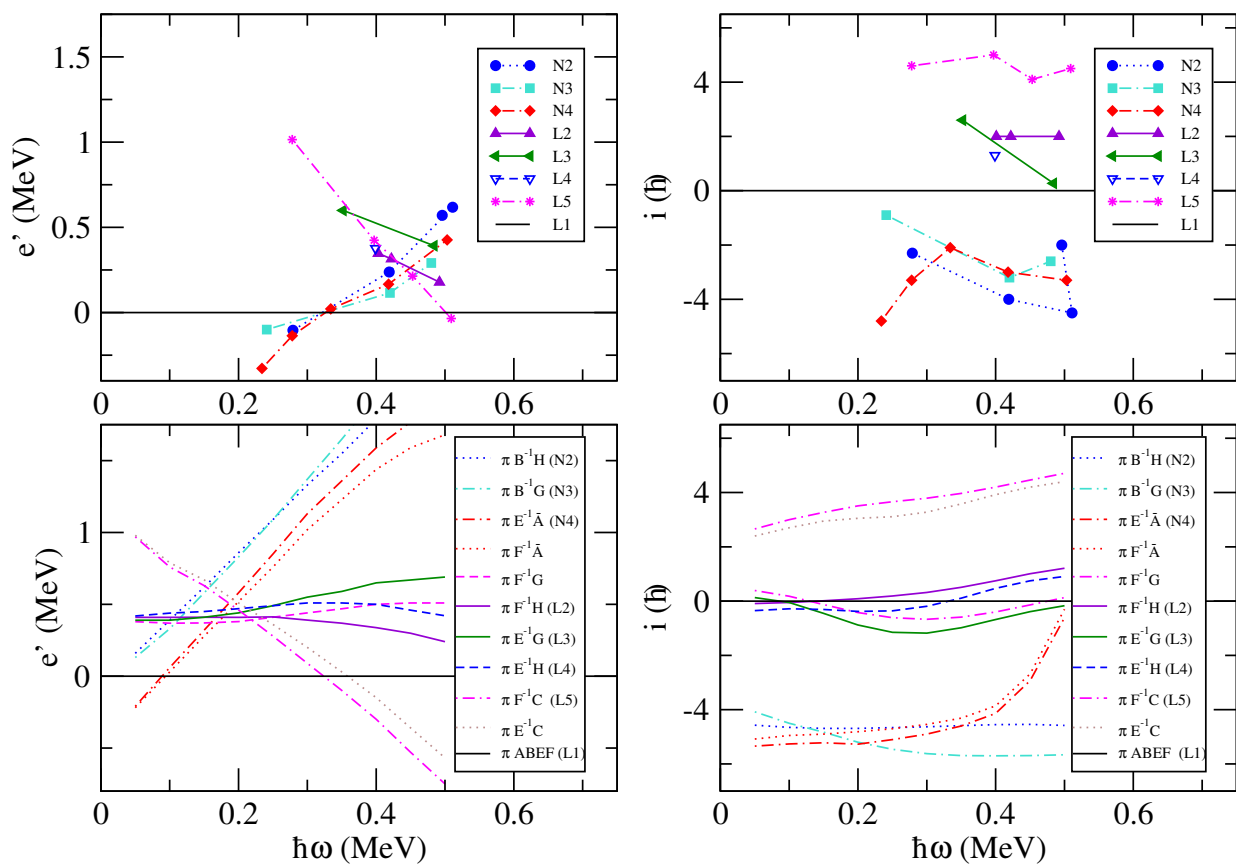 1.5
1
0.5
0
e' (MeV)
N2
N3
N4
L2
L3
L4
L5
L1
0
0.2
0.4
0.6
4
0
-4
i (ħ)
N2
N3
N4
L2
L3
L4
L5
L1
0
0.2
0.4
0.6
1
0
e' (MeV)
π B⁻¹H (N2)
π B⁻¹G (N3)
π E⁻¹Ā (N4)
π F⁻¹Ā
π F⁻¹G
π F⁻¹H (L2)
π E⁻¹G (L3)
π E⁻¹H (L4)
π F⁻¹C (L5)
π E⁻¹C
π ABEF (L1)
0
0.2
0.4
0.6
ħω (MeV)
4
0
-4
i (ħ)
π B⁻¹H (N2)
π B⁻¹G (N3)
π E⁻¹Ā (N4)
π F⁻¹Ā
π F⁻¹G
π F⁻¹H (L2)
π E⁻¹G (L3)
π E⁻¹H (L4)
π F⁻¹C (L5)
π E⁻¹C
π ABEF (L1)
0
0.2
0.4
0.6
ħω (MeV)